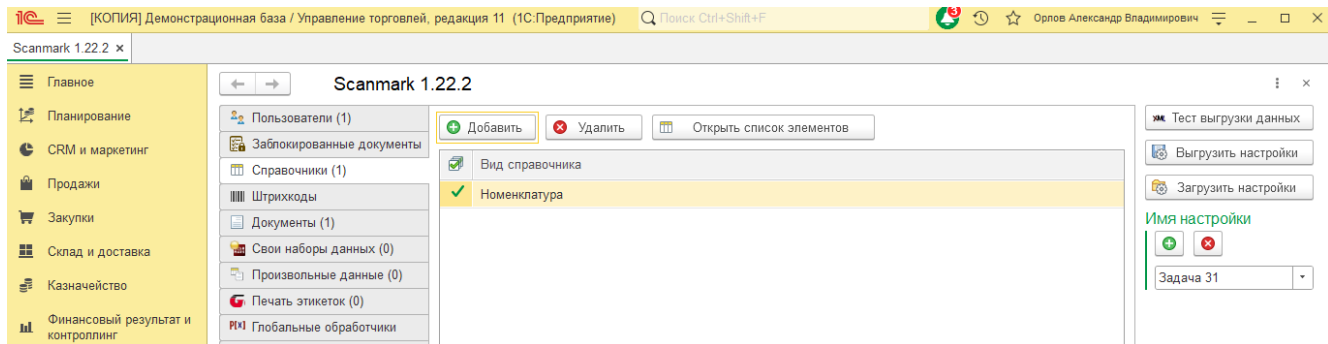 [КОПИЯ] Демонстрационная база / Управление торговлей, редакция 11 (1С:Предприятие)
Поиск Ctrl+Shift+F
3
Орлов Александр Владимирович
Scanmark 1.22.2 ×
Главное
Планирование
CRM и маркетинг
Продажи
Закупки
Склад и доставка
Казначейство
Финансовый результат и
контроллинг
Scanmark 1.22.2
Пользователи (1)
Заблокированные документы
Справочники (1)
Штрихкоды
Документы (1)
Свои наборы данных (0)
Произвольные данные (0)
Печать этикеток (0)
P[X] Глобальные обработчики
Добавить
Удалить
Открыть список элементов
Вид справочника
Номенклатура
XML Тест выгрузки данных
Выгрузить настройки
Загрузить настройки
Имя настройки
Задача 31